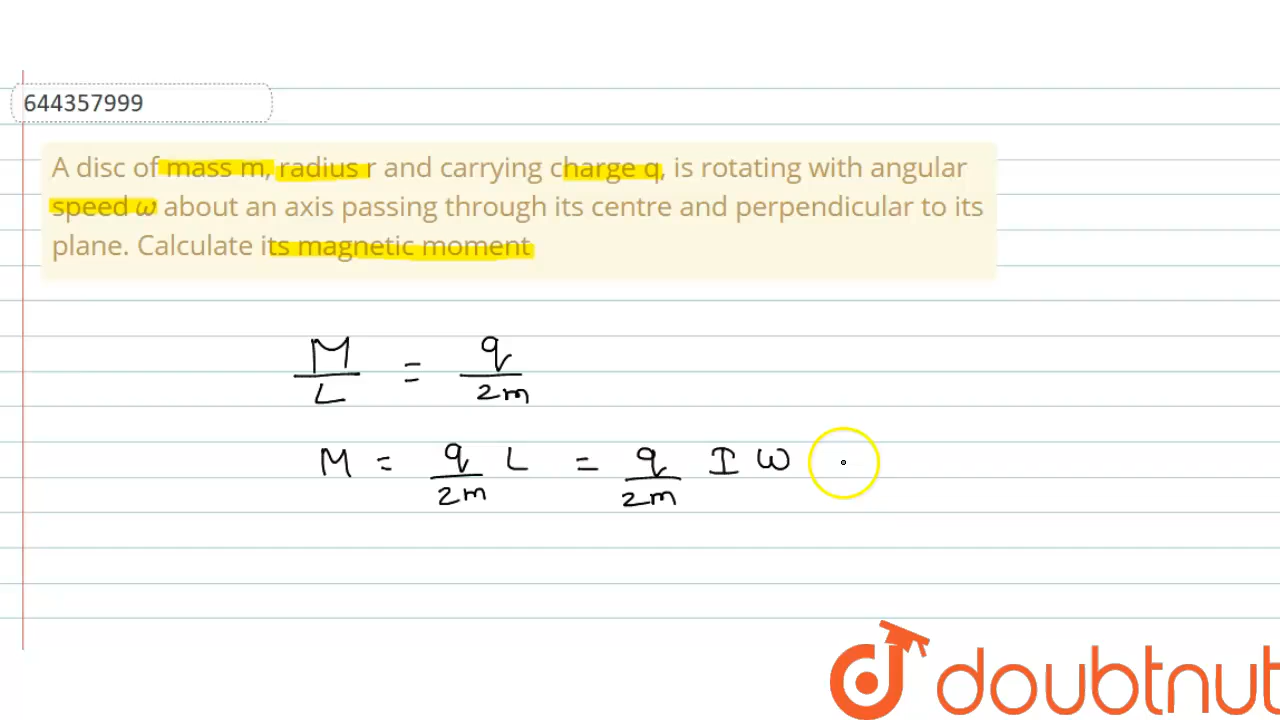 644357999
A disc of mass m, radius r and carrying charge q, is rotating with angular
speed ω about an axis passing through its centre and perpendicular to its
plane. Calculate its magnetic moment
M/L = q/2m
M = q/2m L = q/2m I ω
doubtnut